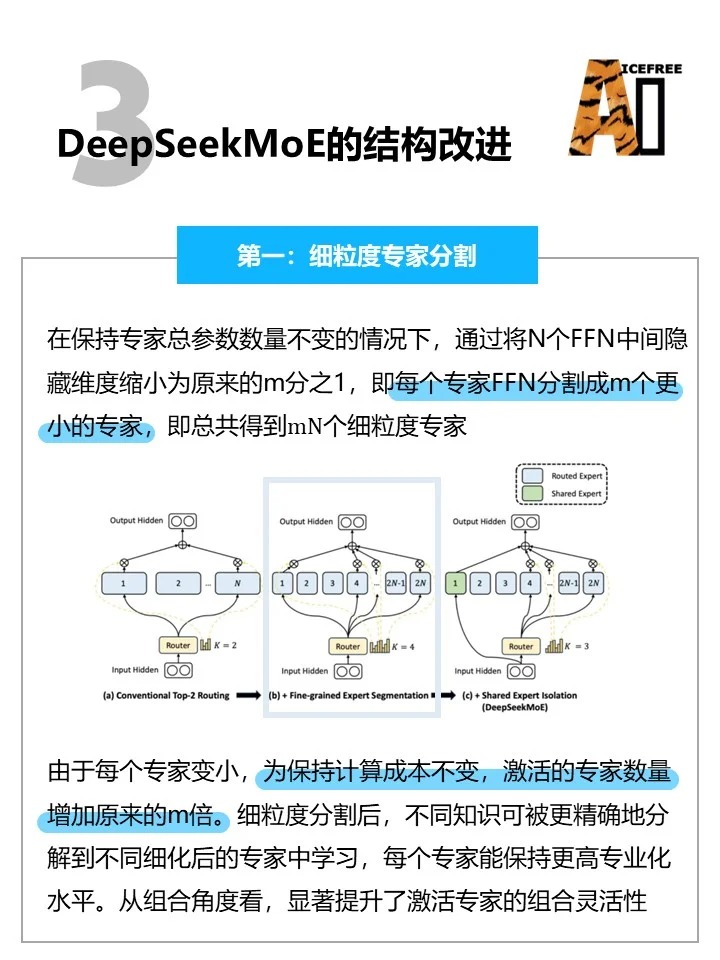 3
ICEFREE
AI
DeepSeekMoE的结构改进
第一：细粒度专家分割
在保持专家总参数数量不变的情况下，通过将N个FFN中间隐
藏维度缩小为原来的m分之1，即每个专家FFN分割成m个更
小的专家，即总共得到mN个细粒度专家
Routed Expert
Shared Expert
Output Hidden
Output Hidden
Output Hidden
1 2 ... N
1 2 3 4 ... 2N-1 2N
1 2 3 4 ... 2N-1 2N
Router K = 2
Router K = 4
Router K = 3
Input Hidden
Input Hidden
Input Hidden
(a) Conventional Top-2 Routing
(b) + Fine-grained Expert Segmentation
(c) + Shared Expert Isolation
(DeepSeekMoE)
由于每个专家变小，为保持计算成本不变，激活的专家数量
增加原来的m倍。细粒度分割后，不同知识可被更精确地分
解到不同细化后的专家中学习，每个专家能保持更高专业化
水平。从组合角度看，显著提升了激活专家的组合灵活性